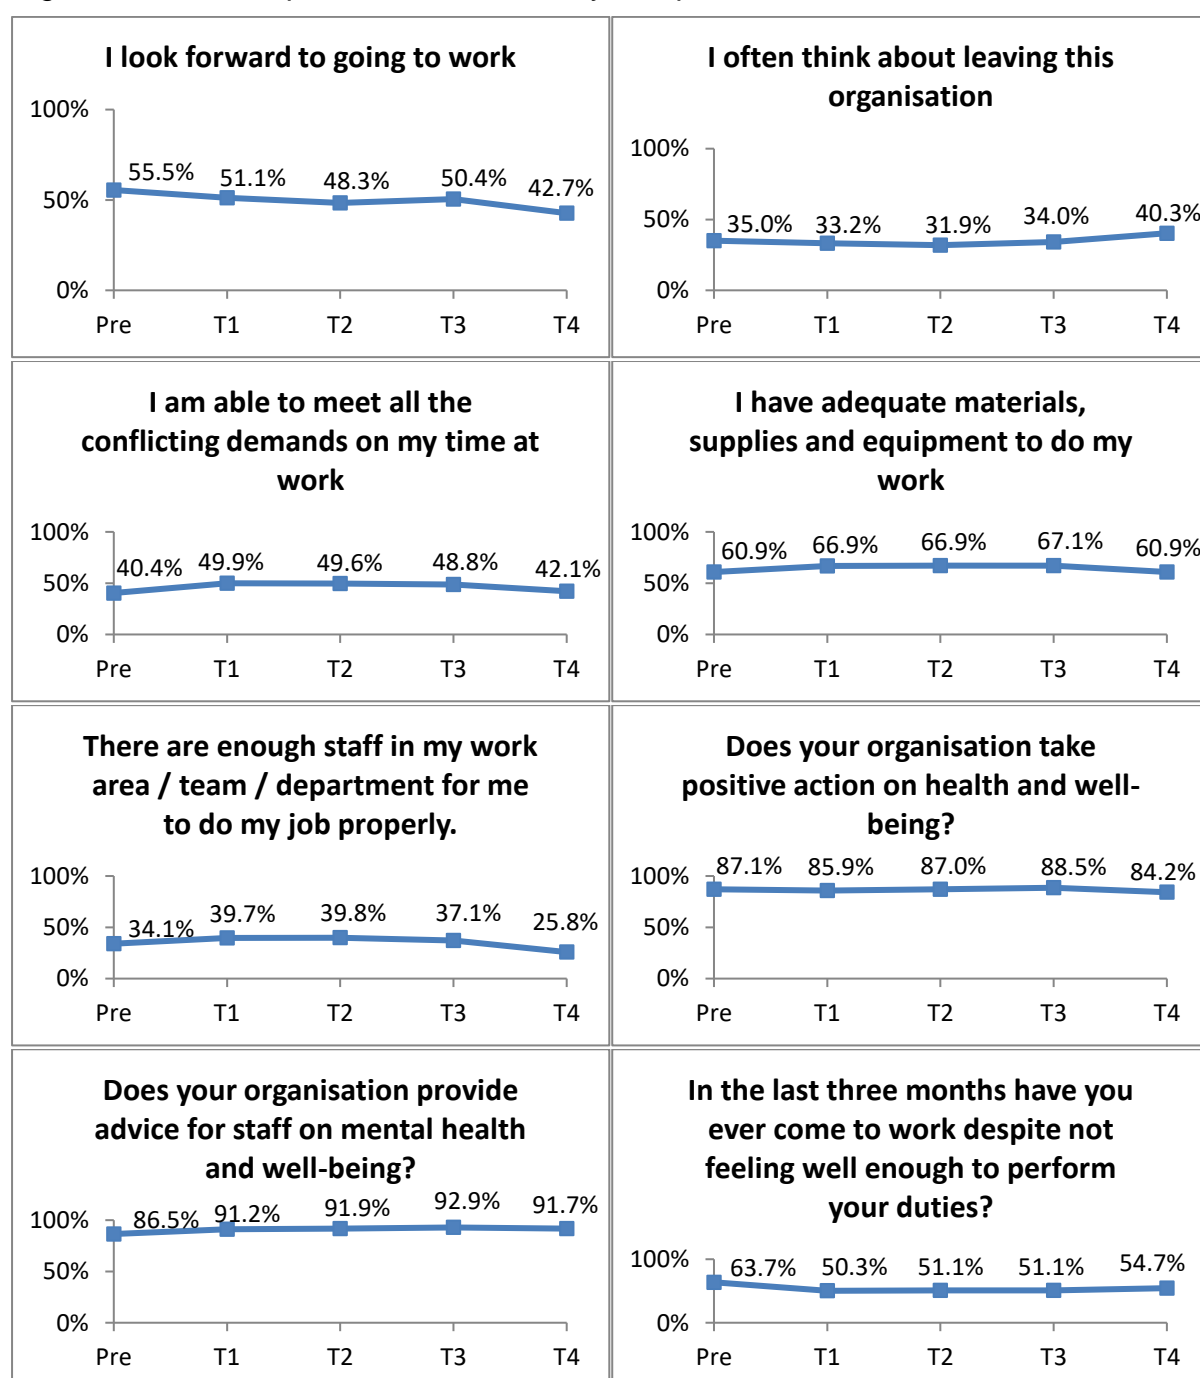 I look forward to going to work
100%
50%
0%
55.5% 51.1% 48.3% 50.4% 42.7%
Pre T1 T2 T3 T4
I often think about leaving this
organisation
100%
50%
0%
35.0% 33.2% 31.9% 34.0% 40.3%
Pre T1 T2 T3 T4
I am able to meet all the
conflicting demands on my time at
work
100%
50%
0%
40.4% 49.9% 49.6% 48.8% 42.1%
Pre T1 T2 T3 T4
I have adequate materials,
supplies and equipment to do my
work
100%
50%
0%
60.9% 66.9% 66.9% 67.1% 60.9%
Pre T1 T2 T3 T4
There are enough staff in my work
area / team / department for me
to do my job properly.
100%
50%
0%
34.1% 39.7% 39.8% 37.1% 25.8%
Pre T1 T2 T3 T4
Does your organisation take
positive action on health and well-
being?
100%
50%
0%
87.1% 85.9% 87.0% 88.5% 84.2%
Pre T1 T2 T3 T4
Does your organisation provide
advice for staff on mental health
and well-being?
100%
50%
0%
86.5% 91.2% 91.9% 92.9% 91.7%
Pre T1 T2 T3 T4
In the last three months have you
ever come to work despite not
feeling well enough to perform
your duties?
100%
50%
0%
63.7% 50.3% 51.1% 51.1% 54.7%
Pre T1 T2 T3 T4